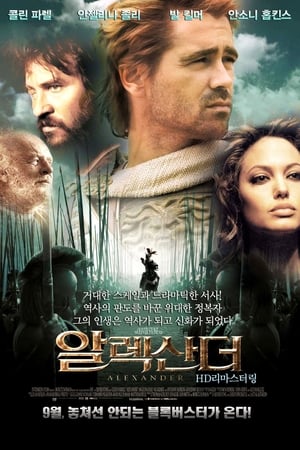 콜린 파렐 안젤리나 졸리 발 킬머 안소니 홉킨스
거대한 스케일과 드라마틱한 서사!
역사의 판도를 바꾼 위대한 정복자
그의 인생은 역사가 되고 신화가 되었다.
알렉산더
ALEXANDER
HD리마스터링
9월, 놓쳐선 안되는 블록버스터가 온다!